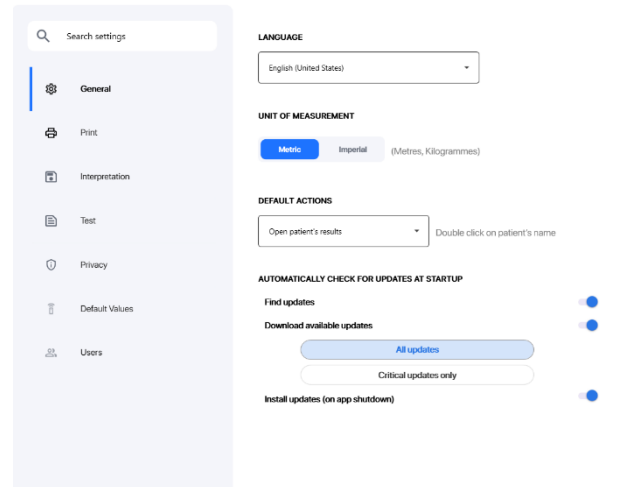 Search settings
General
Print
Interpretation
Test
Privacy
Default Values
Users
LANGUAGE
English (United States)
UNIT OF MEASUREMENT
Metric Imperial (Metres, Kilogrammes)
DEFAULT ACTIONS
Open patient's results Double click on patient's name
AUTOMATICALLY CHECK FOR UPDATES AT STARTUP
Find updates
Download available updates
All updates
Critical updates only
Install updates (on app shutdown)